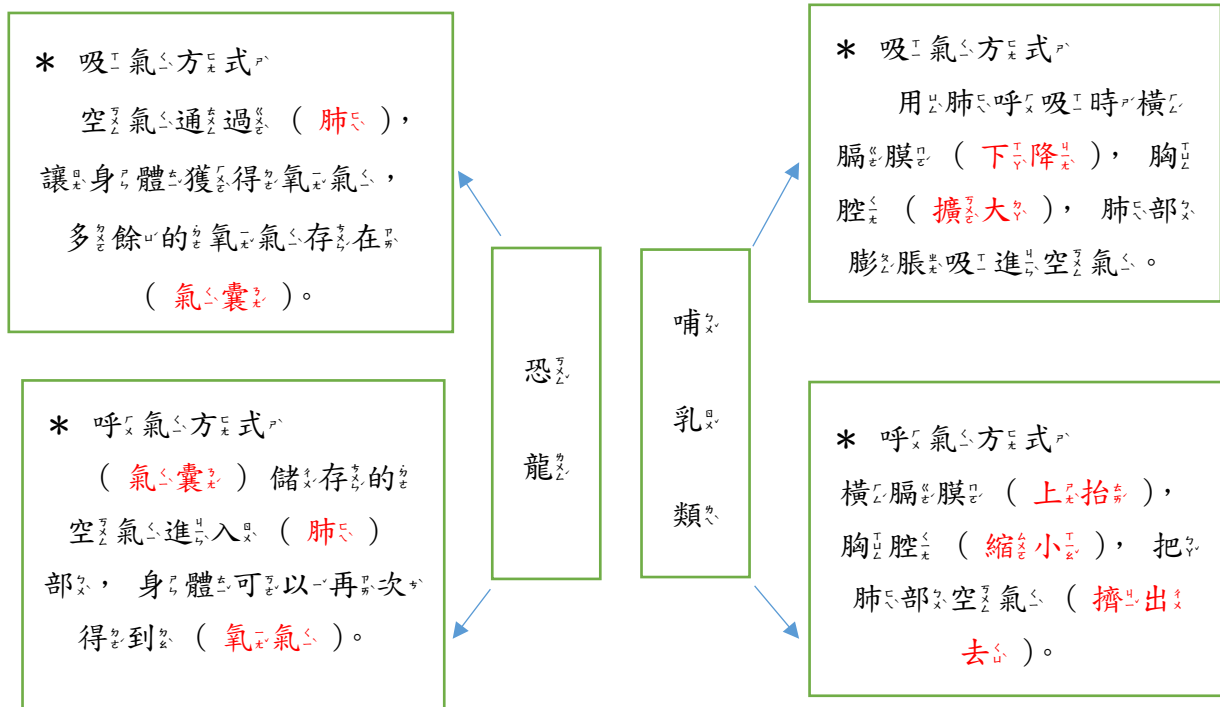 * 吸氣方式
空氣通過（肺），
讓身體獲得氧氣，
多餘的氧氣存在
（氣囊）。
* 呼氣方式
（氣囊）儲存的
空氣進入（肺）
部，身體可以再次
得到（氧氣）。
恐
龍
哺
乳
類
* 吸氣方式
用肺呼吸時橫
膈膜（下降），胸
腔（擴大），肺部
膨脹吸進空氣。
* 呼氣方式
橫膈膜（上抬），
胸腔（縮小），把
肺部空氣（擠出
去）。